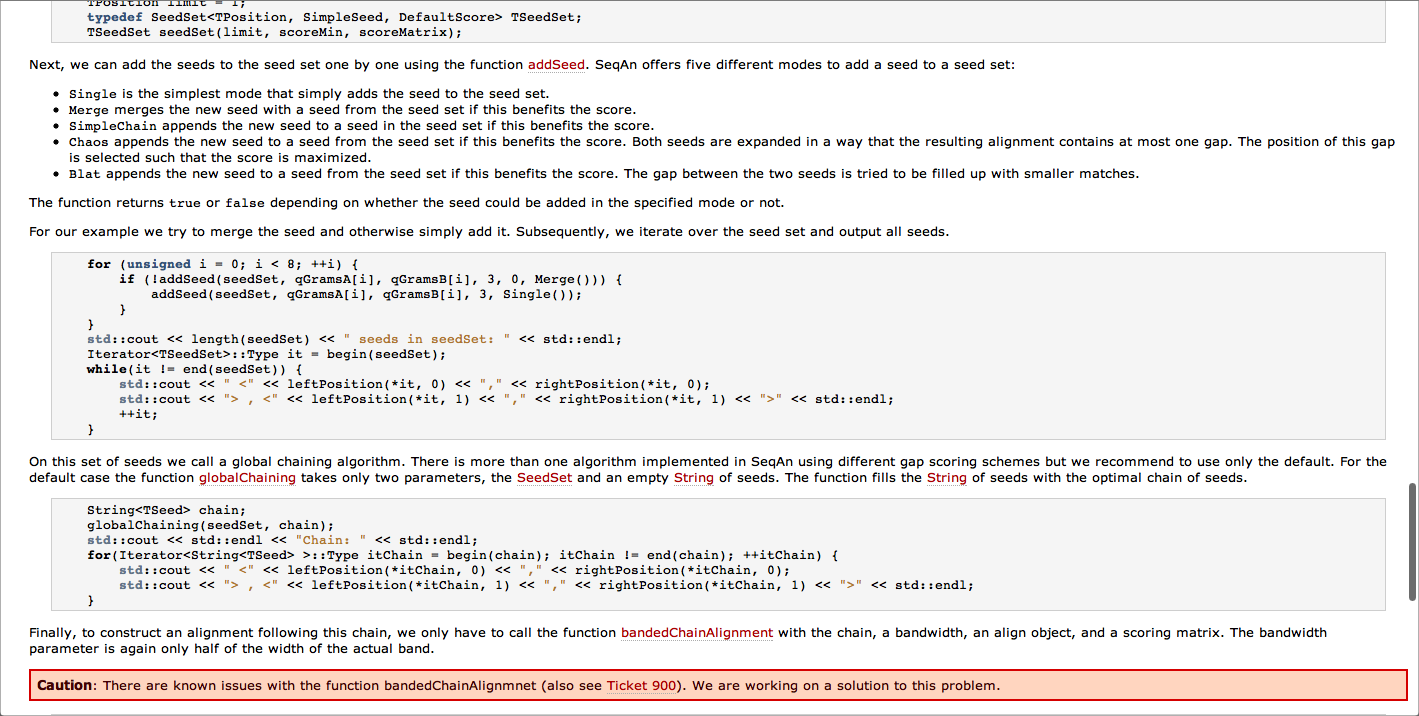 TPosition limit = 1;
typedef SeedSet<TPosition, SimpleSeed, DefaultScore> TSeedSet;
TSeedSet seedSet(limit, scoreMin, scoreMatrix);
Next, we can add the seeds to the seed set one by one using the function addSeed. SeqAn offers five different modes to add a seed to a seed set:
• Single is the simplest mode that simply adds the seed to the seed set.
• Merge merges the new seed with a seed from the seed set if this benefits the score.
• SimpleChain appends the new seed to a seed in the seed set if this benefits the score.
• Chaos appends the new seed to a seed from the seed set if this benefits the score. Both seeds are expanded in a way that the resulting alignment contains at most one gap. The position of this gap
is selected such that the score is maximized.
• Blat appends the new seed to a seed from the seed set if this benefits the score. The gap between the two seeds is tried to be filled up with smaller matches.
The function returns true or false depending on whether the seed could be added in the specified mode or not.
For our example we try to merge the seed and otherwise simply add it. Subsequently, we iterate over the seed set and output all seeds.
for (unsigned i = 0; i < 8; ++i) {
if (!addSeed(seedSet, qGramsA[i], qGramsB[i], 3, 0, Merge())) {
addSeed(seedSet, qGramsA[i], qGramsB[i], 3, Single());
}
}
std::cout << length(seedSet) << " seeds in seedSet: " << std::endl;
Iterator<TSeedSet>::Type it = begin(seedSet);
while(it != end(seedSet)) {
std::cout << " <" << leftPosition(*it, 0) << "," << rightPosition(*it, 0);
std::cout << "> , <" << leftPosition(*it, 1) << "," << rightPosition(*it, 1) << ">" << std::endl;
++it;
}
On this set of seeds we call a global chaining algorithm. There is more than one algorithm implemented in SeqAn using different gap scoring schemes but we recommend to use only the default. For the
default case the function globalChaining takes only two parameters, the SeedSet and an empty String of seeds. The function fills the String of seeds with the optimal chain of seeds.
String<TSeed> chain;
globalChaining(seedSet, chain);
std::cout << std::endl << "Chain: " << std::endl;
for(Iterator<String<TSeed> >::Type itChain = begin(chain); itChain != end(chain); ++itChain) {
std::cout << " <" << leftPosition(*itChain, 0) << "," << rightPosition(*itChain, 0);
std::cout << "> , <" << leftPosition(*itChain, 1) << "," << rightPosition(*itChain, 1) << ">" << std::endl;
}
Finally, to construct an alignment following this chain, we only have to call the function bandedChainAlignment with the chain, a bandwidth, an align object, and a scoring matrix. The bandwidth
parameter is again only half of the width of the actual band.
Caution: There are known issues with the function bandedChainAlignmnet (also see Ticket 900). We are working on a solution to this problem.